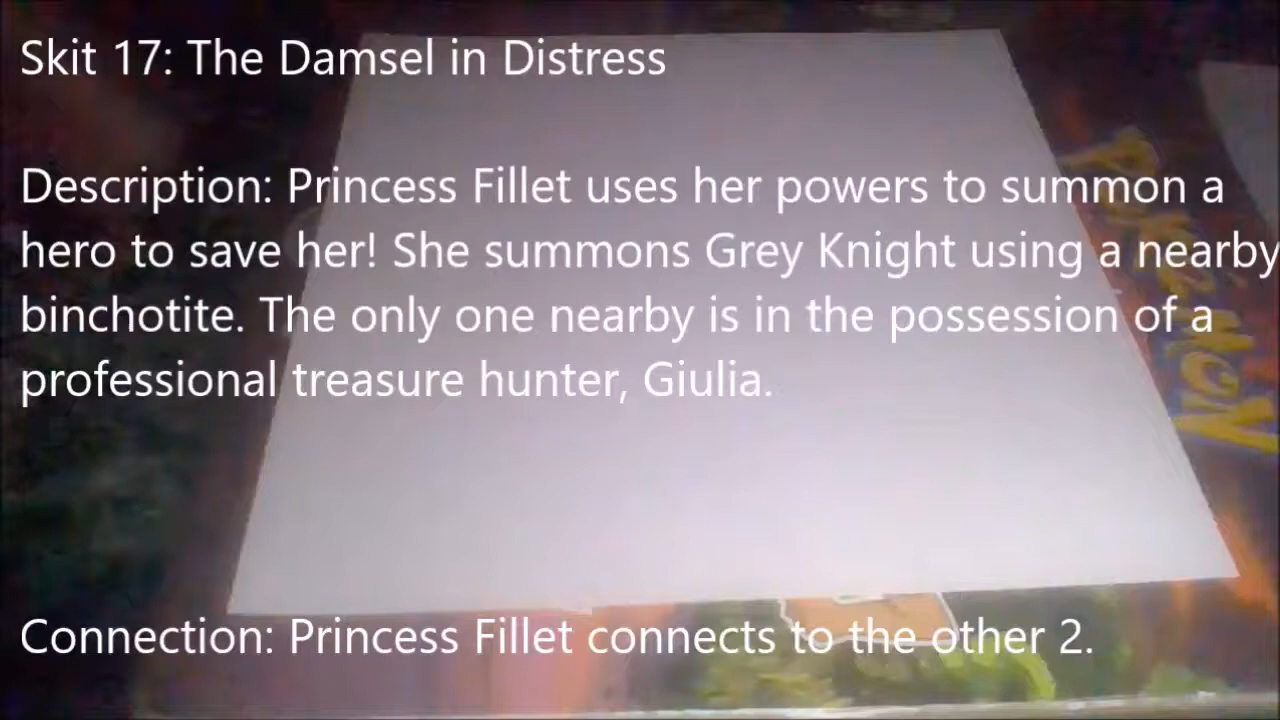 Skit 17: The Damsel in Distress
Description: Princess Fillet uses her powers to summon a
hero to save her! She summons Grey Knight using a nearby
binchotite. The only one nearby is in the possession of a
professional treasure hunter, Giulia.
Pokémon
Connection: Princess Fillet connects to the other 2.